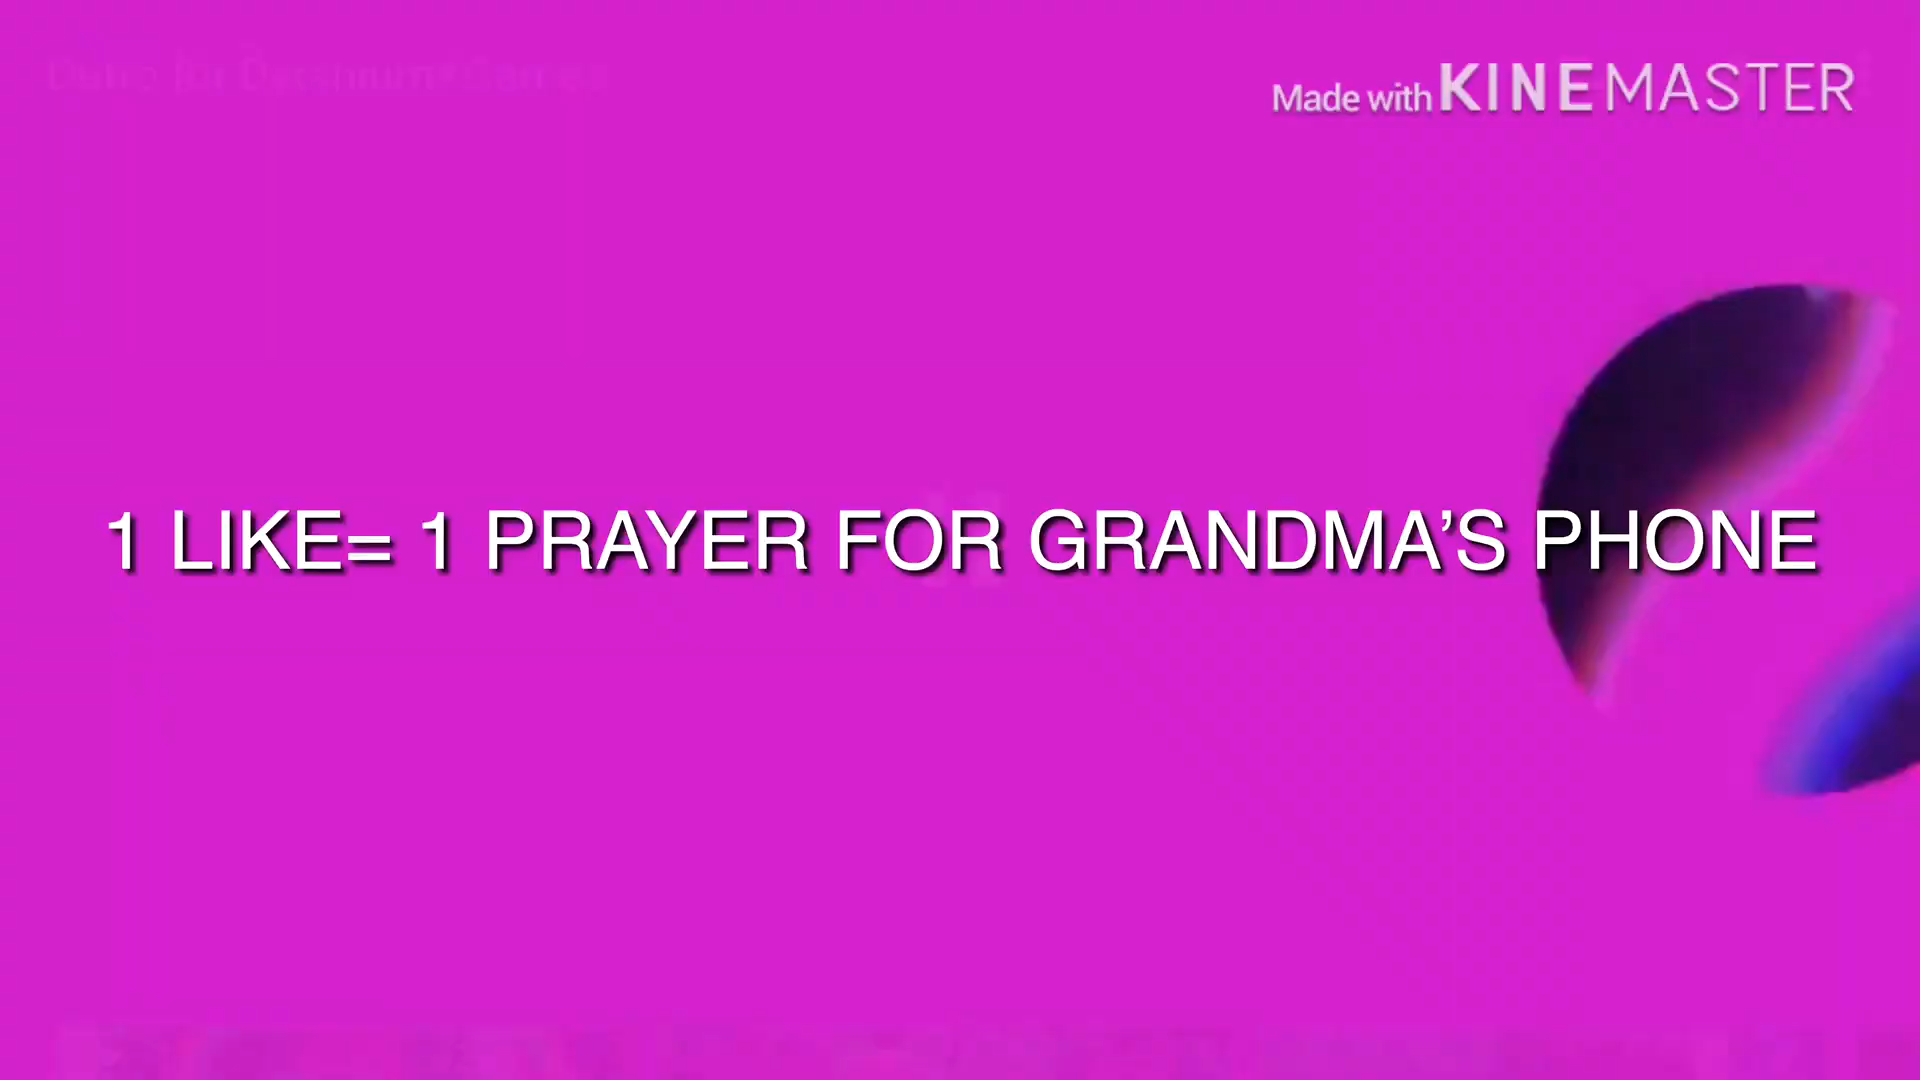 Made with KINEMASTER
1 LIKE= 1 PRAYER FOR GRANDMA’S PHONE